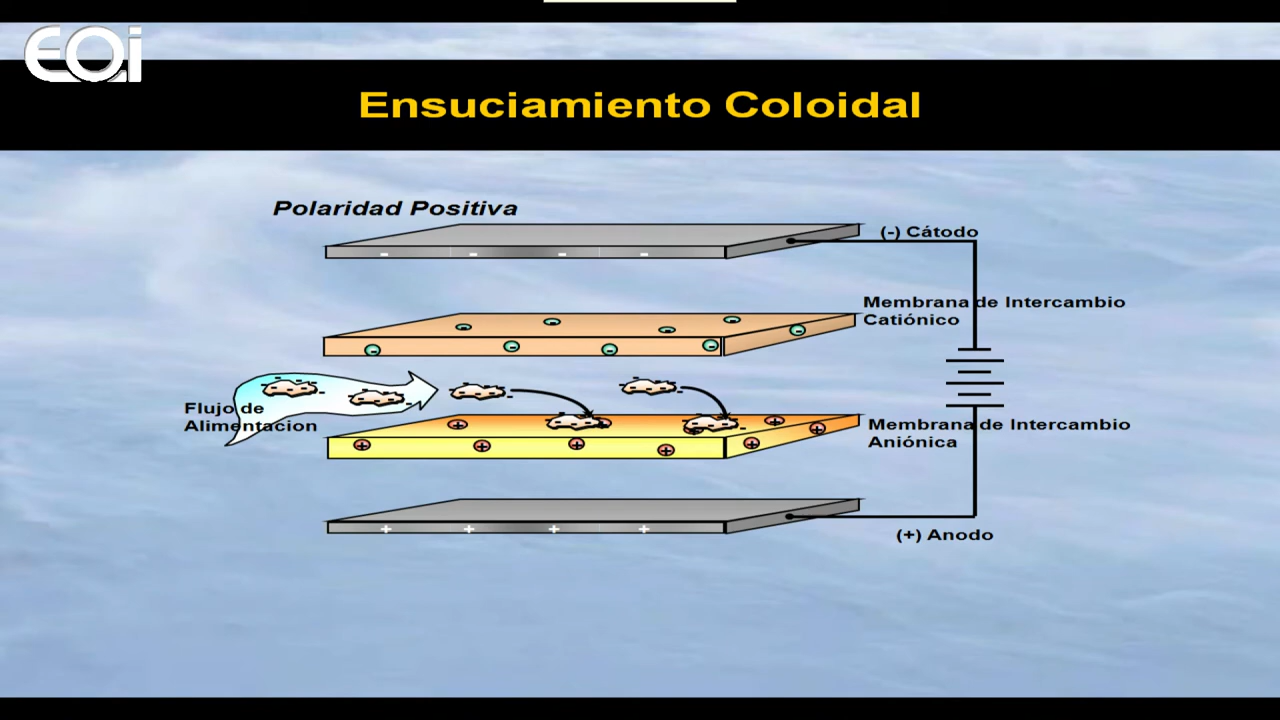 EOi
Ensuciamiento Coloidal
Polaridad Positiva
(-) Cátodo
Membrana de Intercambio
Catiónico
Flujo de
Alimentacion
Membrana de Intercambio
Aniónica
(+) Anodo